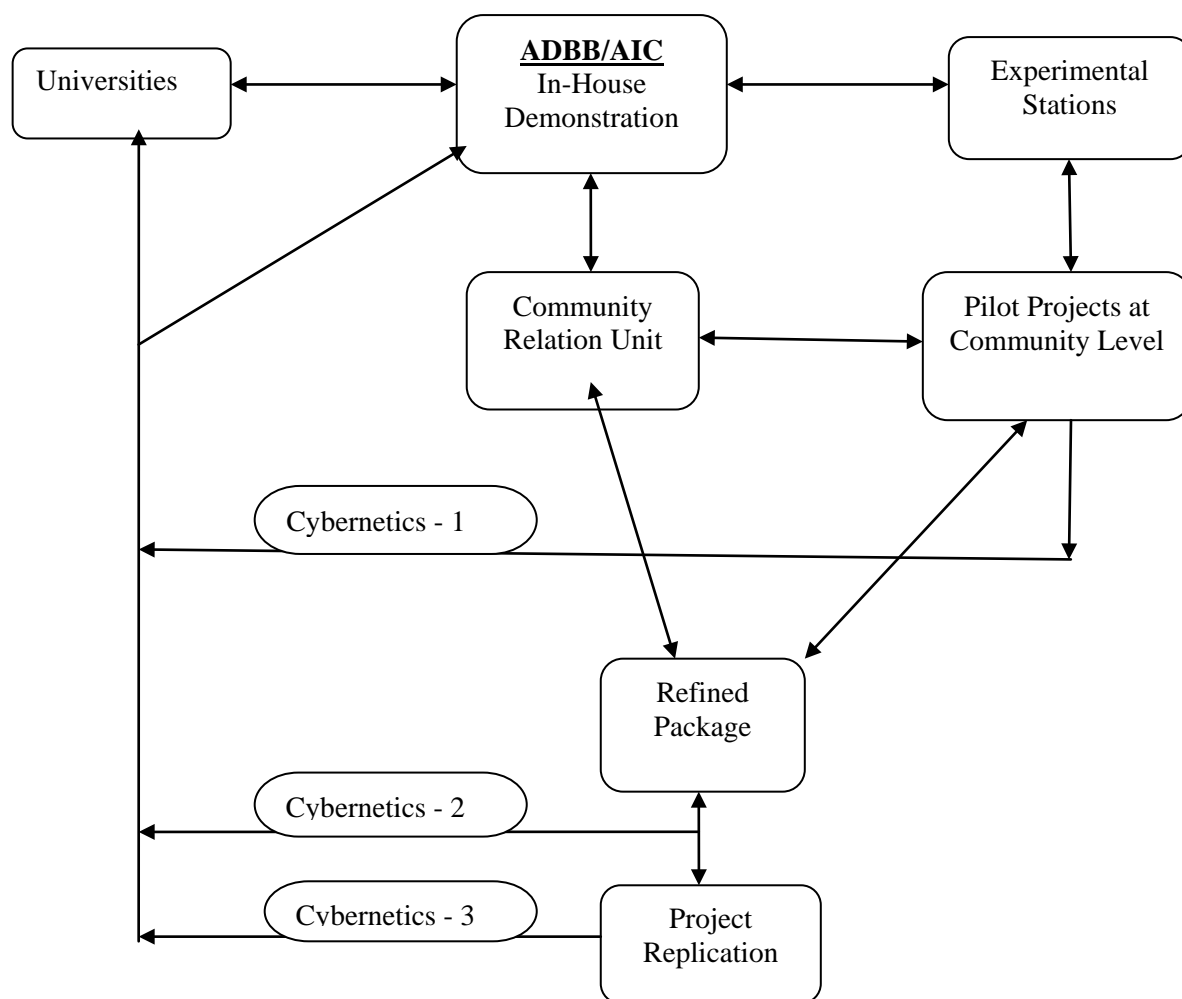 Universities
ADBB/AIC
In-House
Demonstration
Experimental
Stations
Community
Relation Unit
Pilot Projects at
Community Level
Cybernetics - 1
Refined
Package
Cybernetics - 2
Cybernetics - 3
Project
Replication